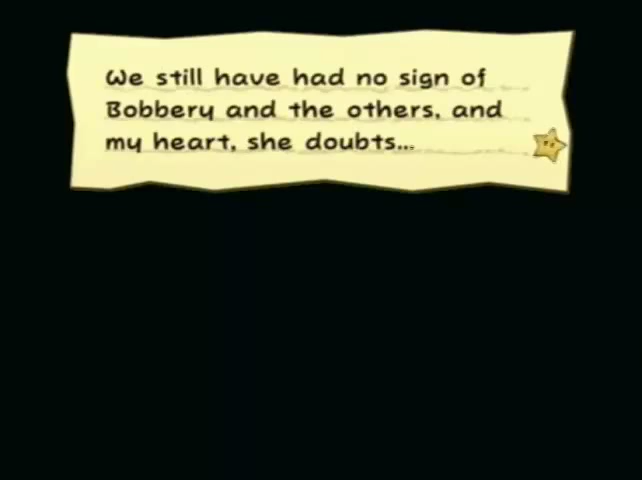 We still have had no sign of
Bobbery and the others, and
my heart, she doubts...